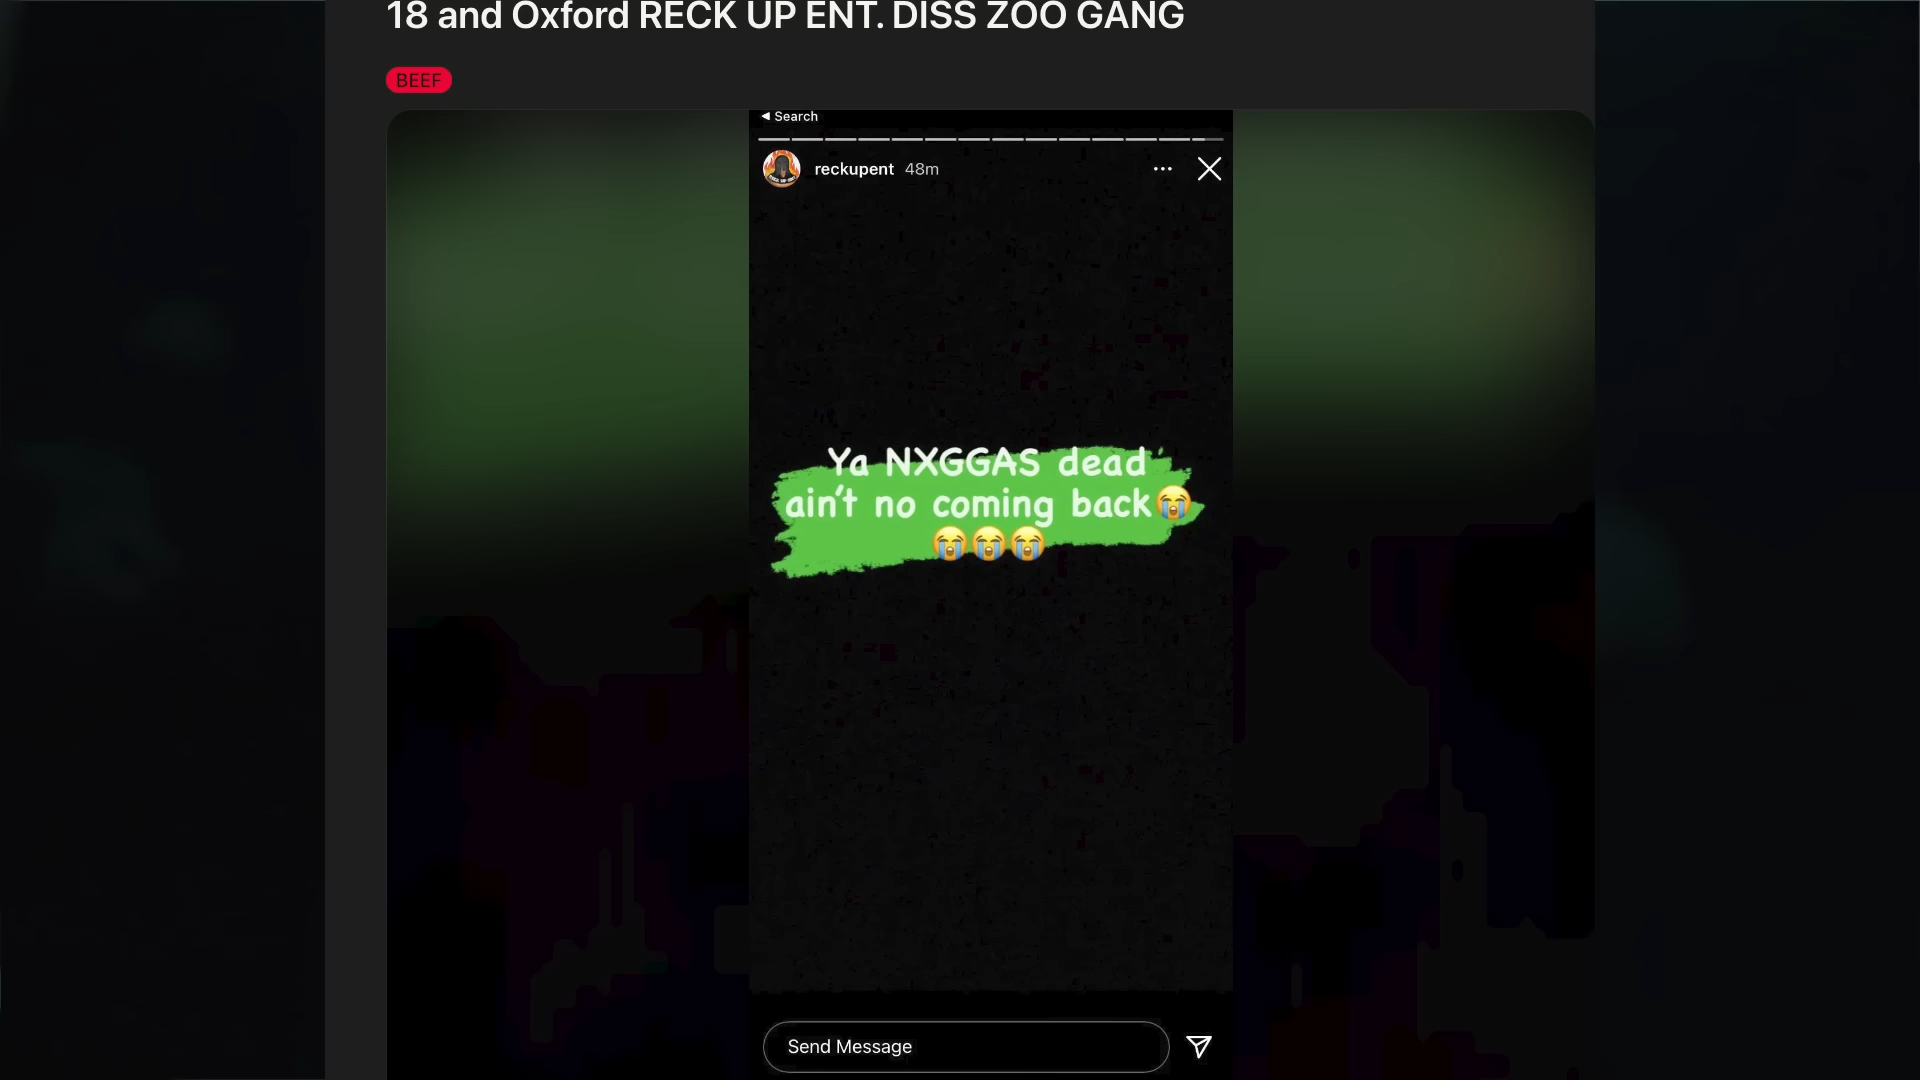 18 and Oxford RECK UP ENT. DISS ZOO GANG
BEEF
◄ Search
reckupent 48m
Ya NXGGAS dead
ain't no coming back😭
😭😭😭
Send Message